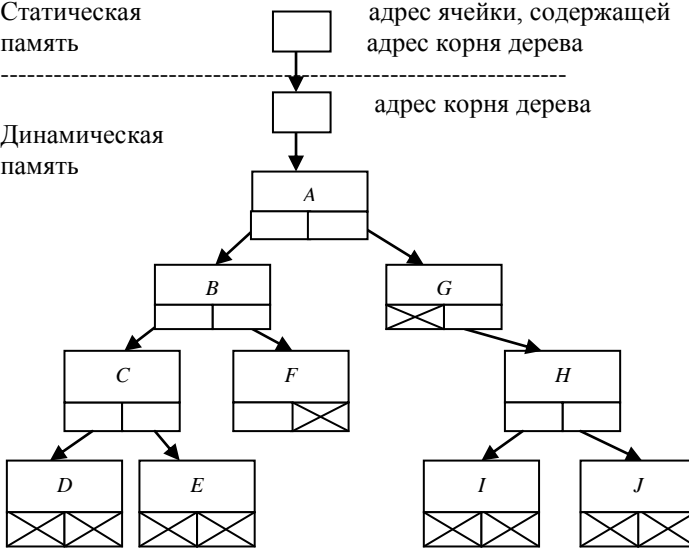 Статическая
память
адрес ячейки, содержащей
адрес корня дерева
адрес корня дерева
Динамическая
память
A
B
G
C
F
H
D
E
I
J